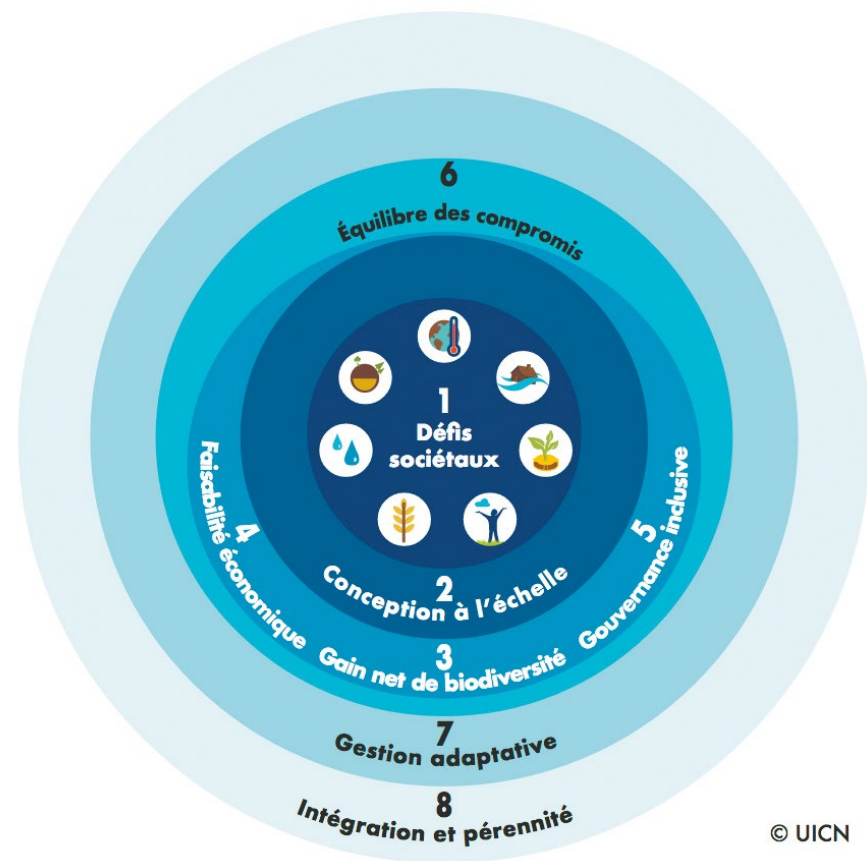 6
Équilibre des compromis
1
Défis
sociétaux
4
Faisabilité économique
5
Gouvernance inclusive
2
Conception à l'échelle
3
Gain net de biodiversité
7
Gestion adaptative
8
Intégration et pérennité
© UICN